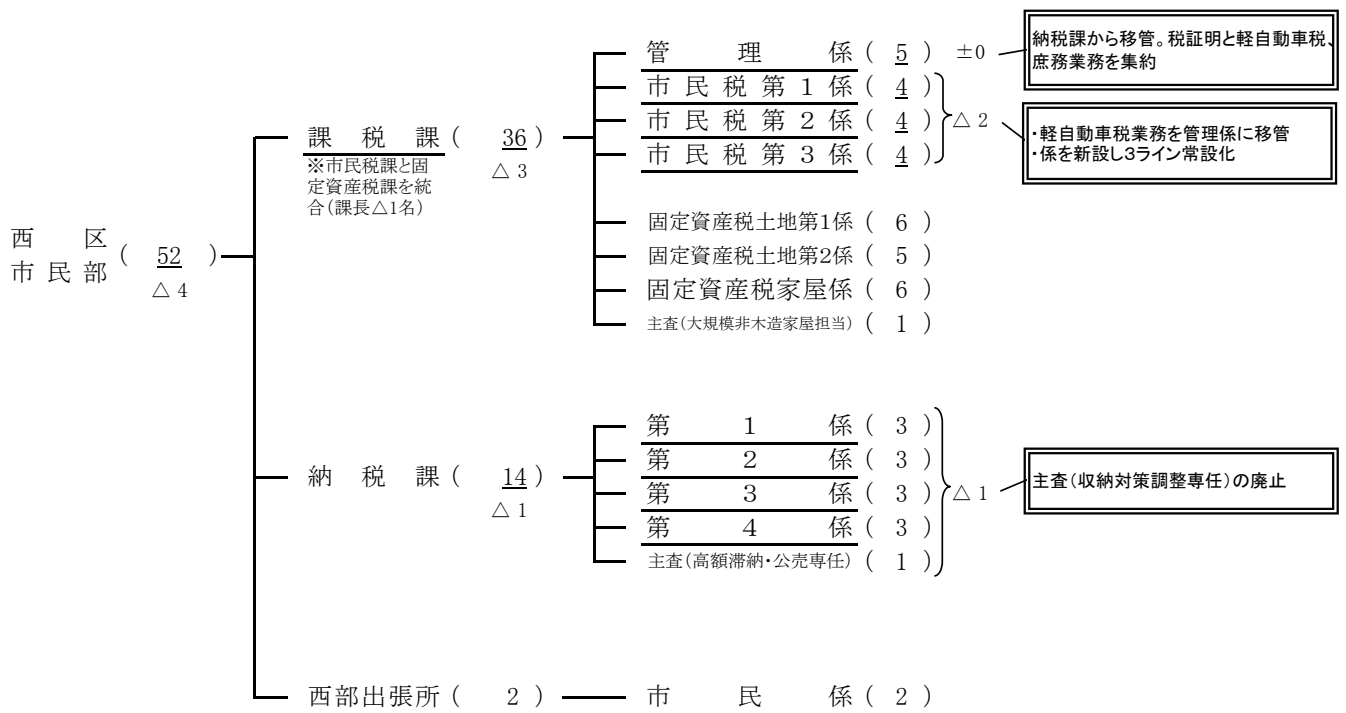 西区市民部 ( 52 )
△ 4
課税課 ( 36 )
△ 3
※市民税課と固
定資産税課を統
合(課長△1名)
管理係 ( 5 ) ±0
市民税第1係 ( 4 )
市民税第2係 ( 4 )
市民税第3係 ( 4 )
△ 2
固定資産税土地第1係 ( 6 )
固定資産税土地第2係 ( 5 )
固定資産税家屋係 ( 6 )
主査(大規模非木造家屋担当) ( 1 )
納税課から移管。税証明と軽自動車税、
庶務業務を集約
・軽自動車税業務を管理係に移管
・係を新設し3ライン常設化
納税課 ( 14 )
△ 1
第1係 ( 3 )
第2係 ( 3 )
第3係 ( 3 )
第4係 ( 3 )
主査(高額滞納・公売専任) ( 1 )
△ 1
主査(収納対策調整専任)の廃止
西部出張所 ( 2 )
市民係 ( 2 )